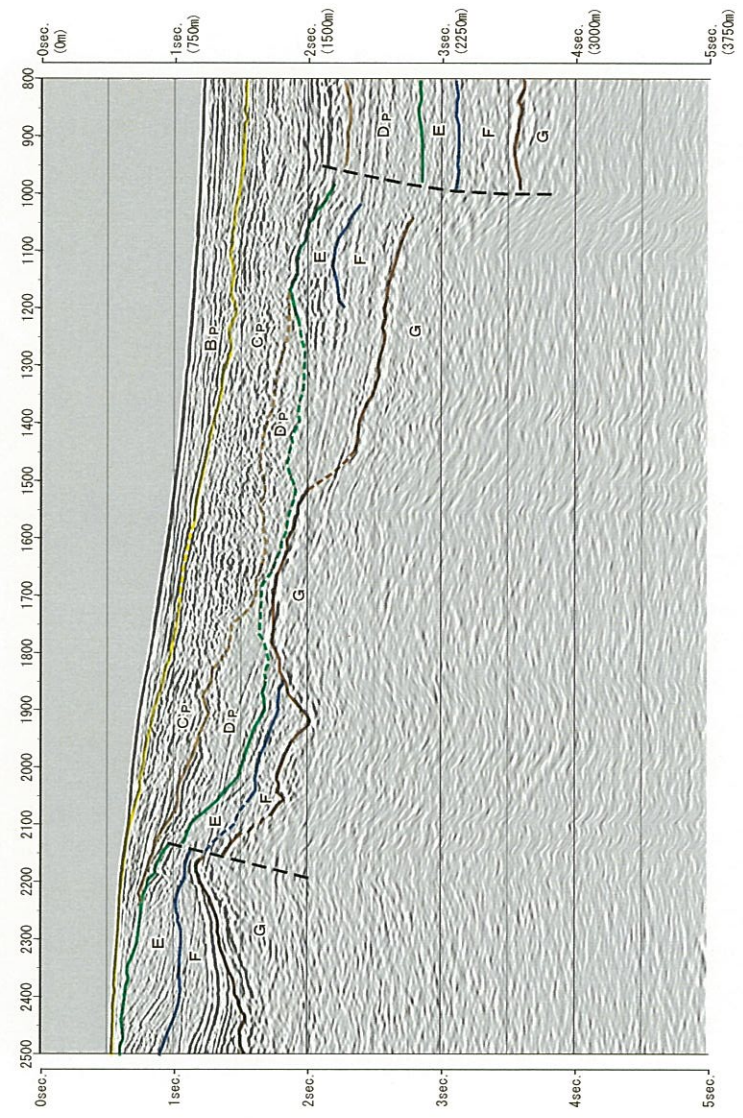 0sec.
(0m)
1sec.
(750m)
2sec.
(1500m)
3sec.
(2250m)
4sec.
(3000m)
5sec.
(3750m)
800
900
1000
1100
1200
1300
1400
1500
1600
1700
1800
1900
2000
2100
2200
2300
2400
2500
D.P
E
F
G
B.P
C.P
D.P
E
F
G
G
C.P
D.P
E
F
E
F
G
0sec.
1sec.
2sec.
3sec.
4sec.
5sec.